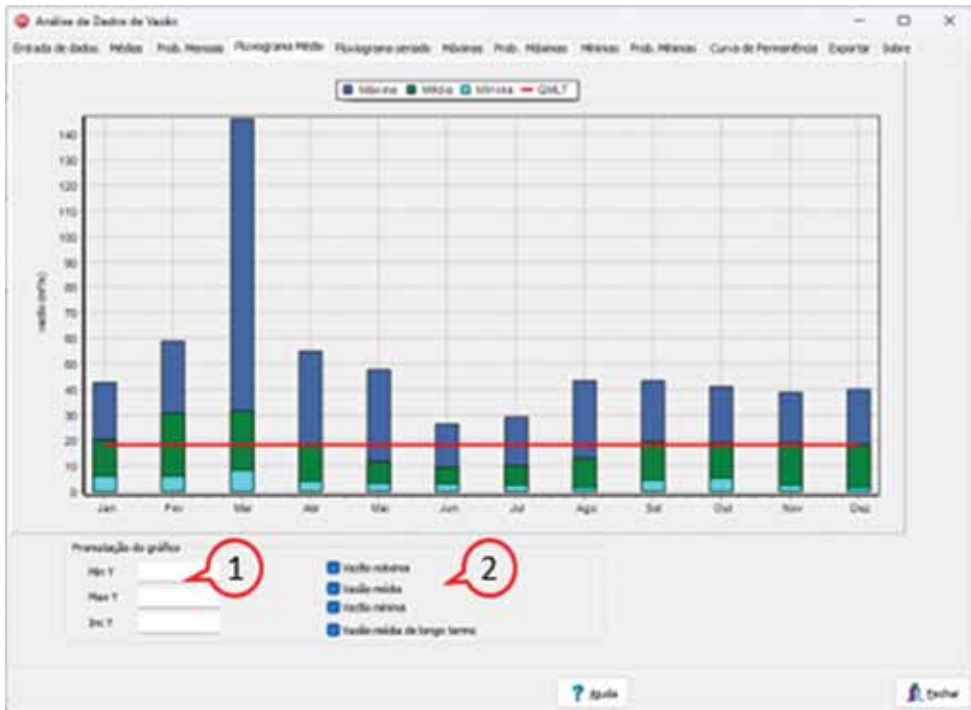 Análise de Dados de Vazão
Entrada de dados Médias Prob. Mensais Fluviograma Médio Fluviograma seriado Máximas Prob. Máximas Mínimas Prob. Mínimas Curva de Permanência Exportar Sobre
Máxima Média Mínima QMLT
vazão (m³/s)
140
130
120
110
100
90
80
70
60
50
40
30
20
10
0
Jan Fev Mar Abr Mai Jun Jul Ago Set Out Nov Dez
do gráfico
Min Y
Max Y
Inc Y
1
Vazão máxima
Vazão média
Vazão mínima
Vazão média de longo termo
2
? Ajuda
Fechar